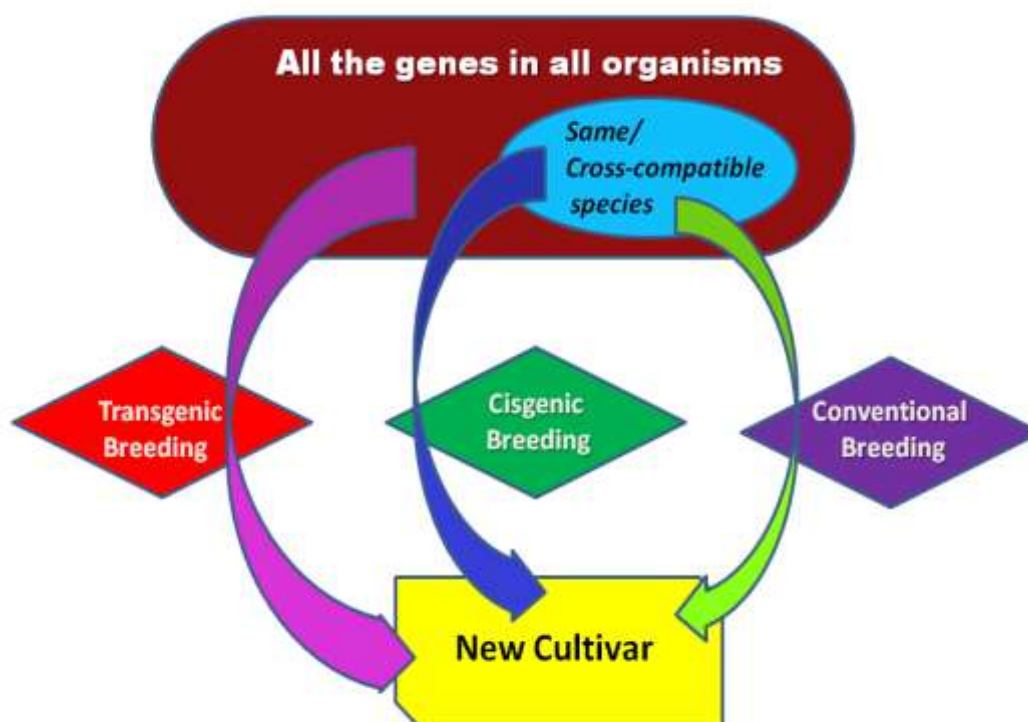 All the genes in all organisms
Same/
Cross-compatible
species
Transgenic
Breeding
Cisgenic
Breeding
Conventional
Breeding
New Cultivar